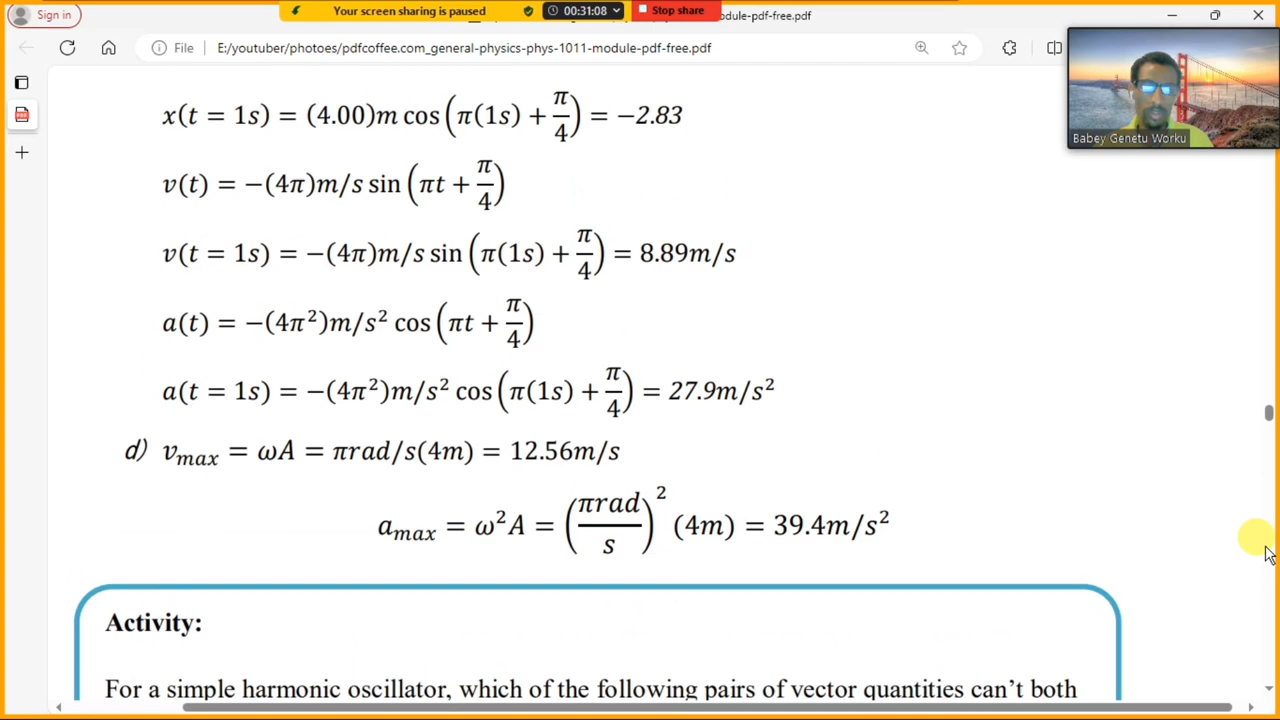 Sign in
Your screen sharing is paused
00:31:08
Stop share
odule-pdf-free.pdf
File
E:/youtuber/photoes/pdfcoffee.com_general-physics-phys-1011-module-pdf-free.pdf
Babey Genetu Worku
x(t = 1s) = (4.00)m cos (π(1s) + π/4) = −2.83
v(t) = −(4π)m/s sin (πt + π/4)
v(t = 1s) = −(4π)m/s sin (π(1s) + π/4) = 8.89m/s
a(t) = −(4π²)m/s² cos (πt + π/4)
a(t = 1s) = −(4π²)m/s² cos (π(1s) + π/4) = 27.9m/s²
d) vmax = ωA = πrad/s(4m) = 12.56m/s
amax = ω²A = (πrad/s)² (4m) = 39.4m/s²
Activity:
For a simple harmonic oscillator, which of the following pairs of vector quantities can't both